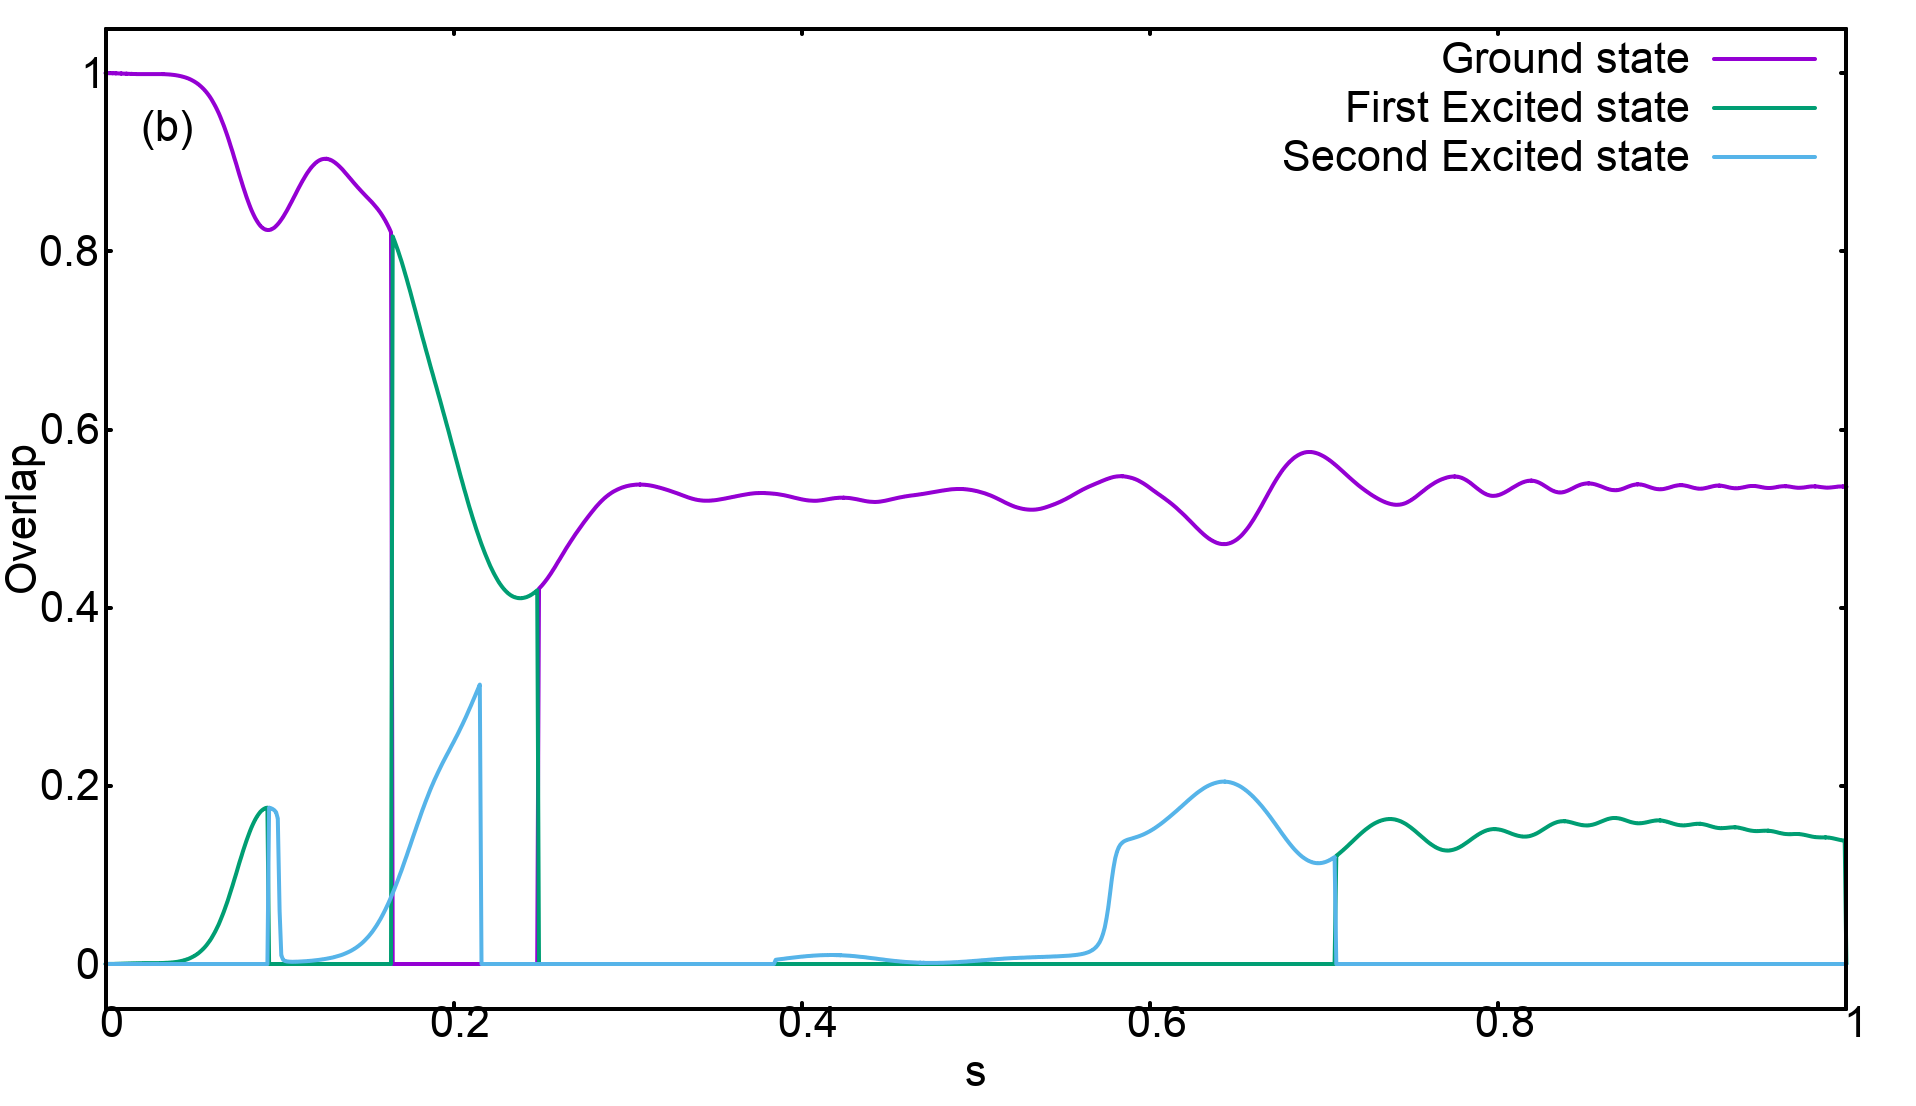 Ground state
First Excited state
Second Excited state
(b)
1
0.8
0.6
0.4
0.2
0
Overlap
0 0.2 0.4 0.6 0.8 1
s